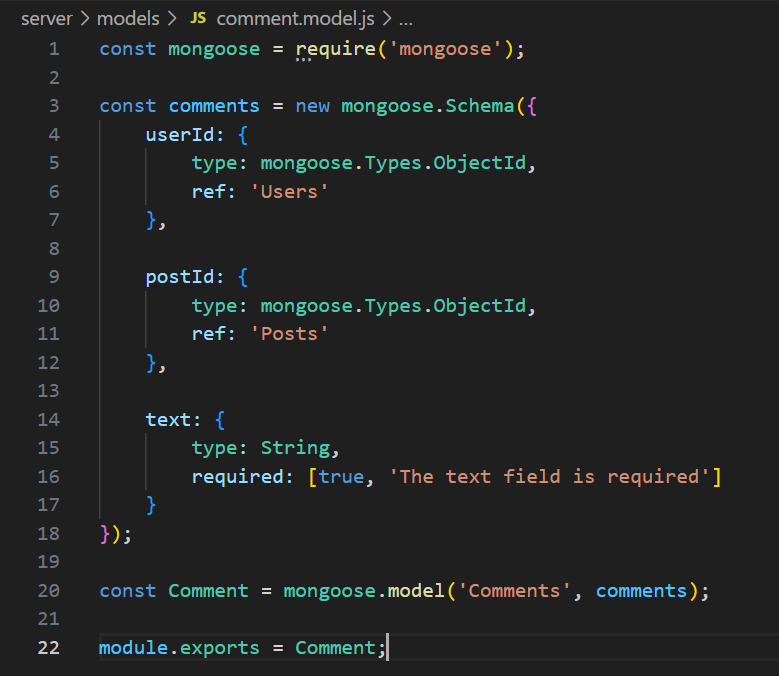 server > models > JS comment.model.js > ...
1 const mongoose = require('mongoose');
2
3 const comments = new mongoose.Schema({
4     userId: {
5         type: mongoose.Types.ObjectId,
6         ref: 'Users'
7     },
8
9     postId: {
10         type: mongoose.Types.ObjectId,
11         ref: 'Posts'
12     },
13
14     text: {
15         type: String,
16         required: [true, 'The text field is required']
17     }
18 });
19
20 const Comment = mongoose.model('Comments', comments);
21
22 module.exports = Comment;